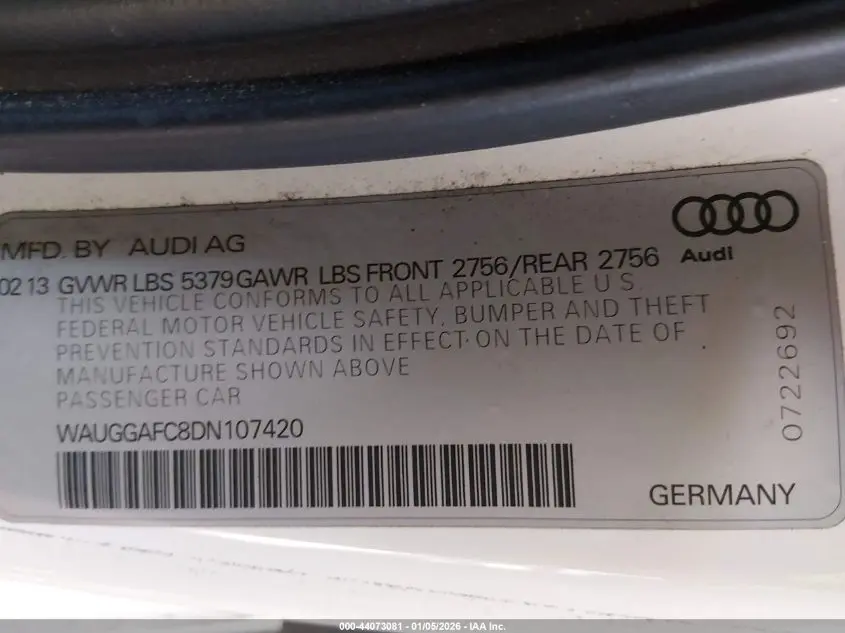 MFD. BY AUDI AG
Audi
02 13 GVWR LBS 5379 GAWR LBS FRONT 2756/REAR 2756
THIS VEHICLE CONFORMS TO ALL APPLICABLE U S.
FEDERAL MOTOR VEHICLE SAFETY, BUMPER AND THEFT
PREVENTION STANDARDS IN EFFECT ON THE DATE OF
MANUFACTURE SHOWN ABOVE
PASSENGER CAR
WAUGGAFC8DN107420
0722692
GERMANY
000-44073081 - 01/05/2026 - IAA Inc.